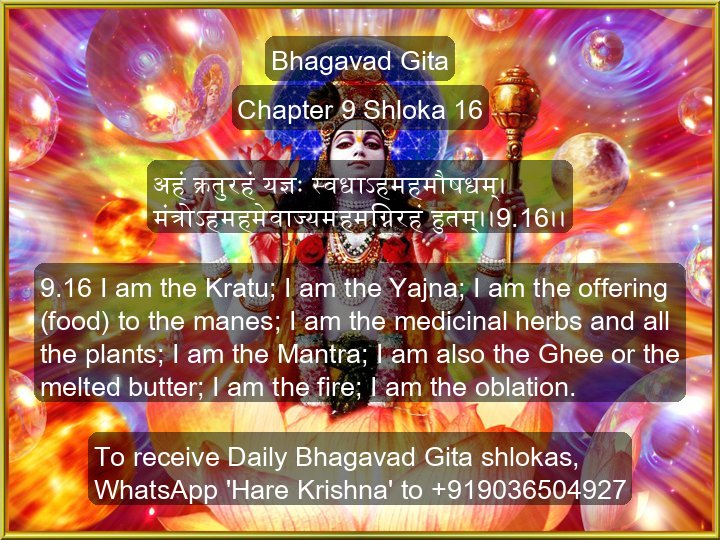 Bhagavad Gita
Chapter 9 Shloka 16
अहं क्रतुरहं यज्ञः स्वधाऽहमहमौषधम्।
मंत्रोऽहमहमेवाज्यमहमग्निरहं हुतम्।।9.16।।
9.16 I am the Kratu; I am the Yajna; I am the offering
(food) to the manes; I am the medicinal herbs and all
the plants; I am the Mantra; I am also the Ghee or the
melted butter; I am the fire; I am the oblation.
To receive Daily Bhagavad Gita shlokas,
WhatsApp 'Hare Krishna' to +919036504927